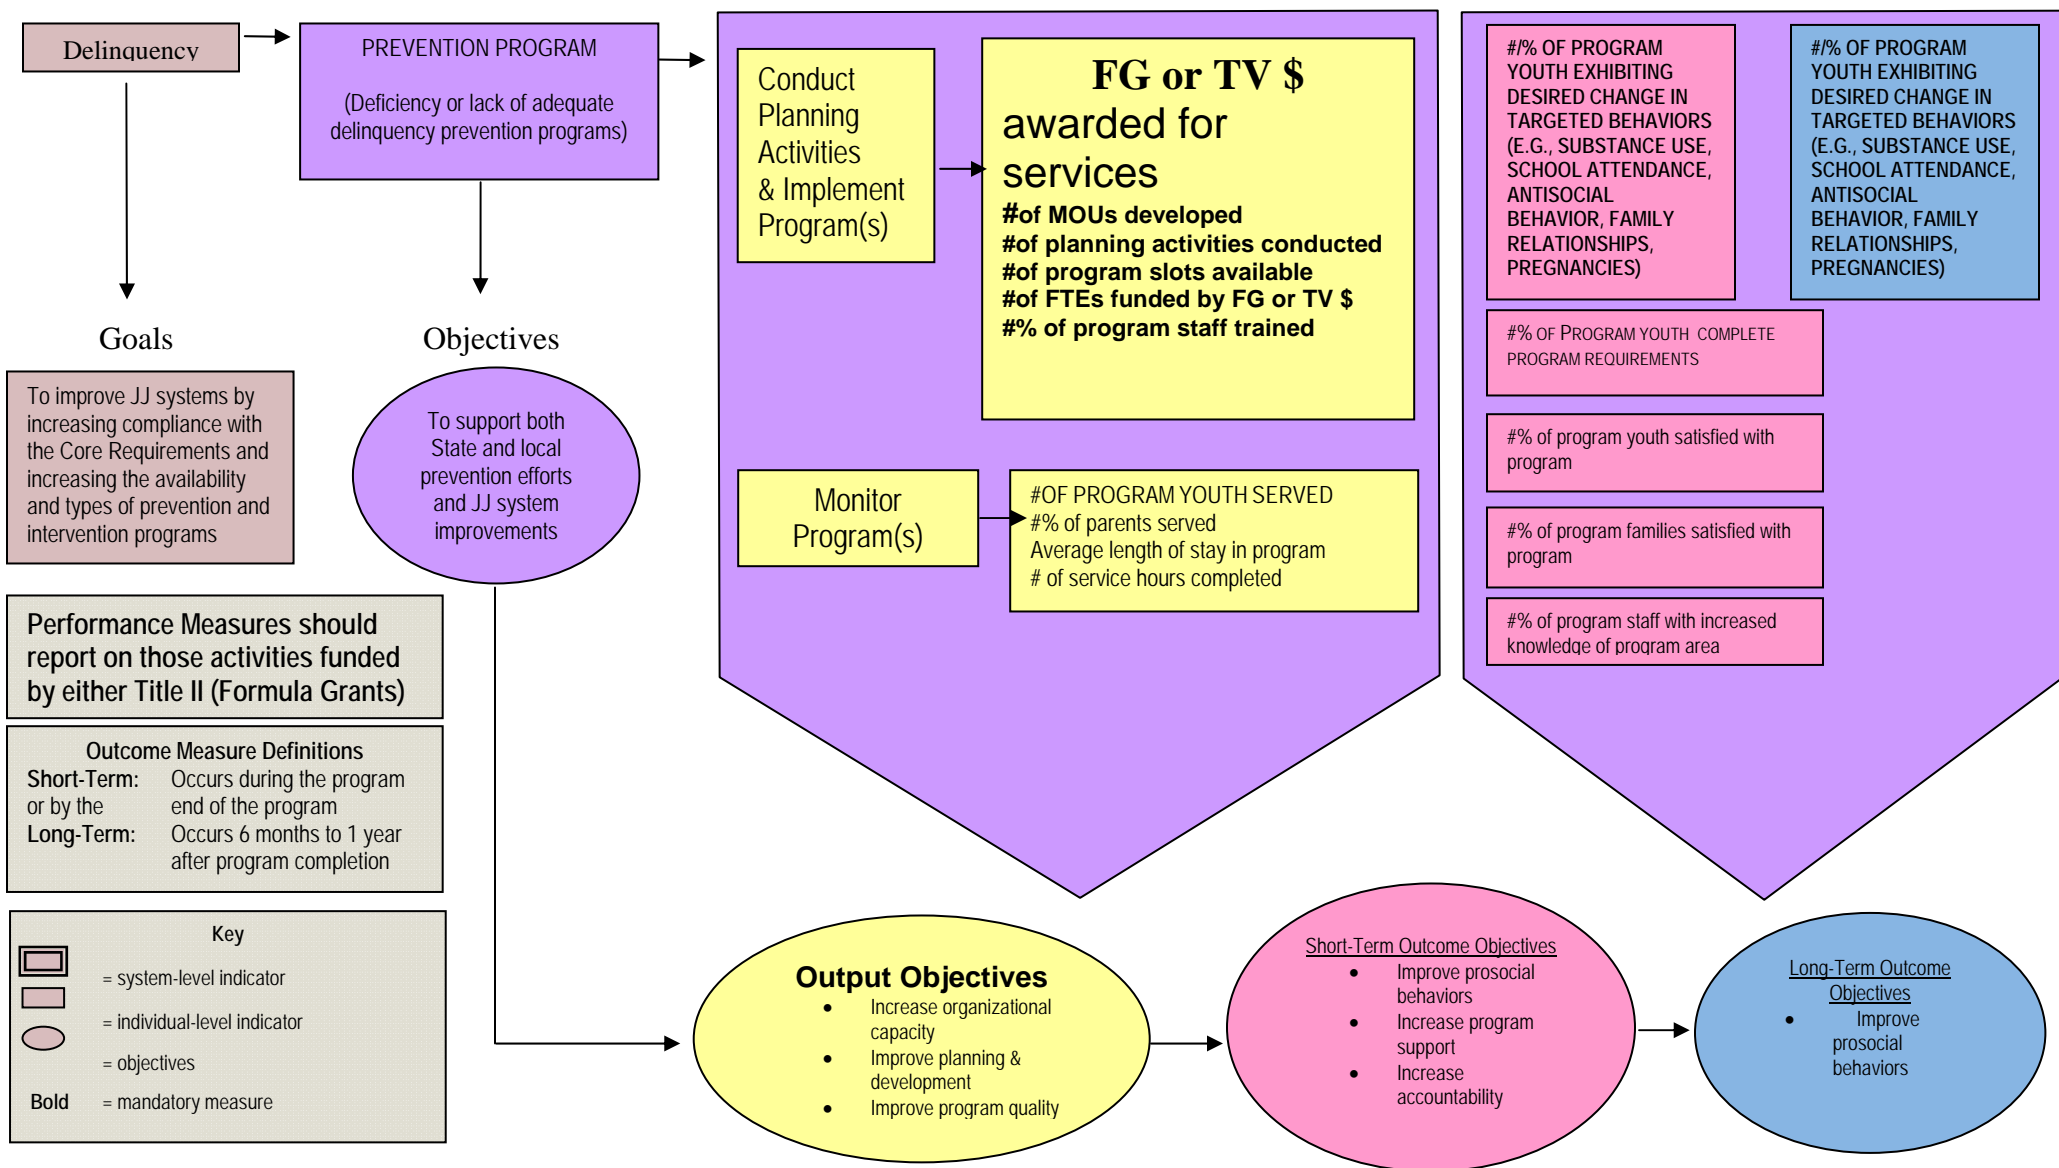 Delinquency
PREVENTION PROGRAM
(Deficiency or lack of adequate
delinquency prevention programs)
Goals
To improve JJ systems by
increasing compliance with
the Core Requirements and
increasing the availability
and types of prevention and
intervention programs
Objectives
To support both
State and local
prevention efforts
and JJ system
improvements
Performance Measures should
report on those activities funded
by either Title II (Formula Grants)
Outcome Measure Definitions
Short-Term: Occurs during the program
or by the end of the program
Long-Term: Occurs 6 months to 1 year
after program completion
Key
= system-level indicator
= individual-level indicator
= objectives
Bold = mandatory measure
Conduct
Planning
Activities
& Implement
Program(s)
FG or TV $
awarded for
services
#of MOUs developed
#of planning activities conducted
#of program slots available
#of FTEs funded by FG or TV $
#% of program staff trained
Monitor
Program(s)
#OF PROGRAM YOUTH SERVED
#% of parents served
Average length of stay in program
# of service hours completed
#/% OF PROGRAM
YOUTH EXHIBITING
DESIRED CHANGE IN
TARGETED BEHAVIORS
(E.G., SUBSTANCE USE,
SCHOOL ATTENDANCE,
ANTISOCIAL
BEHAVIOR, FAMILY
RELATIONSHIPS,
PREGNANCIES)
#/% OF PROGRAM
YOUTH EXHIBITING
DESIRED CHANGE IN
TARGETED BEHAVIORS
(E.G., SUBSTANCE USE,
SCHOOL ATTENDANCE,
ANTISOCIAL
BEHAVIOR, FAMILY
RELATIONSHIPS,
PREGNANCIES)
#% OF PROGRAM YOUTH COMPLETE
PROGRAM REQUIREMENTS
#% of program youth satisfied with
program
#% of program families satisfied with
program
#% of program staff with increased
knowledge of program area
Output Objectives
• Increase organizational
capacity
• Improve planning &
development
• Improve program quality
Short-Term Outcome Objectives
• Improve prosocial
behaviors
• Increase program
support
• Increase
accountability
Long-Term Outcome
Objectives
• Improve
prosocial
behaviors